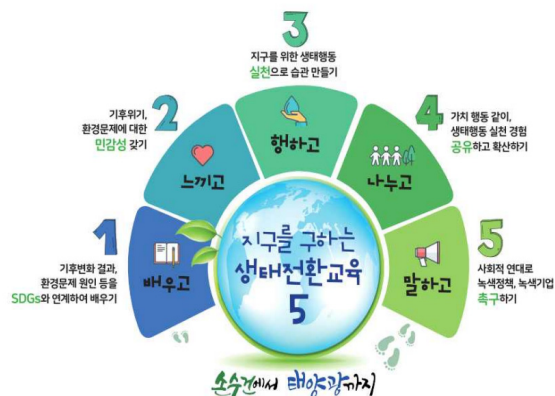 1
기후변화 결과,
환경문제 원인 등을
SDGs와 연계하여 배우기
배우고
2
기후위기,
환경문제에 대한
민감성 갖기
느끼고
3
지구를 위한 생태행동
실천으로 습관 만들기
행하고
4
가치 행동 같이,
생태행동 실천 경험
공유하고 확산하기
나누고
5
사회적 연대로
녹색정책, 녹색기업
촉구하기
말하고
지구를 구하는
생태전환교육
5
손수건에서 태양광까지